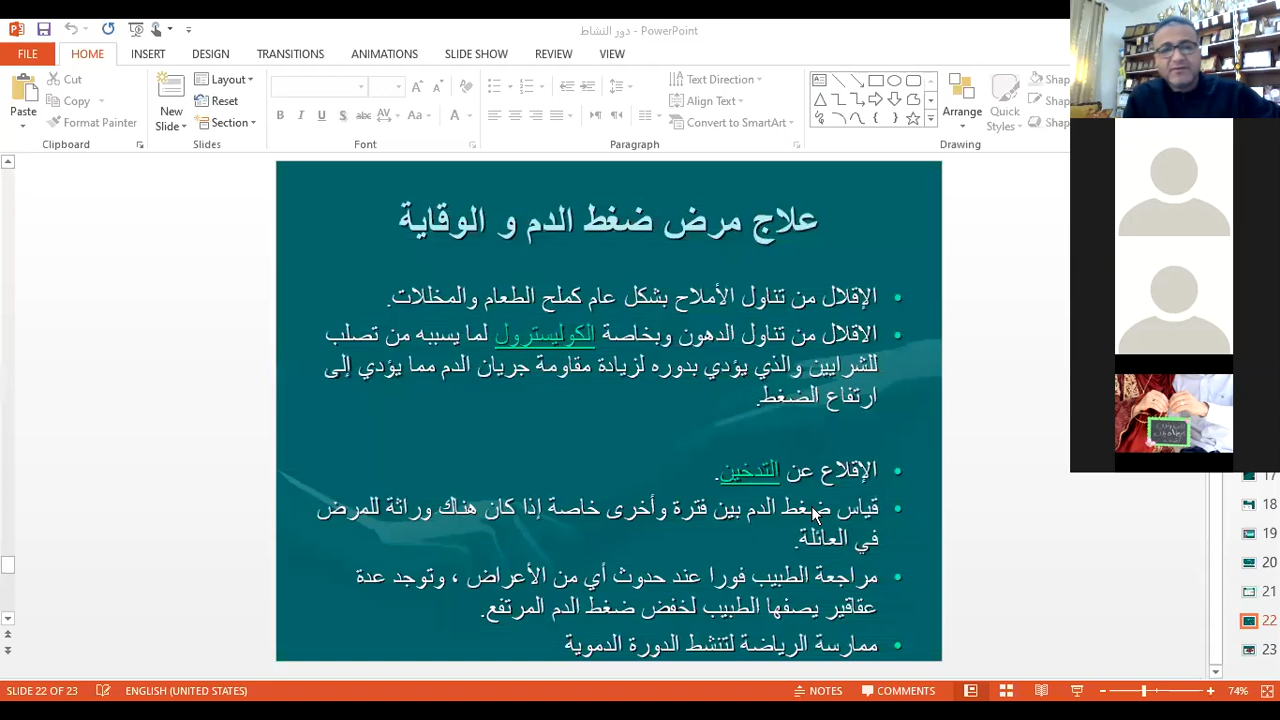 دور النشاط - PowerPoint
FILE
HOME
INSERT
DESIGN
TRANSITIONS
ANIMATIONS
SLIDE SHOW
REVIEW
VIEW
Paste
Cut
Copy
Format Painter
Clipboard
New
Slide
Layout
Reset
Section
Slides
B I U S abc AV Aa A
Font
Text Direction
Align Text
Convert to SmartArt
Paragraph
Arrange
Quick
Styles
Shap
Shap
Shap
Drawing
علاج مرض ضغط الدم و الوقاية
• الإقلال من تناول الأملاح بشكل عام كملح الطعام والمخللات.
• الاقلال من تناول الدهون وبخاصة الكوليسترول لما يسببه من تصلب
للشرايين والذي يؤدي بدوره لزيادة مقاومة جريان الدم مما يؤدي إلى
ارتفاع الضغط.
• الإقلاع عن التدخين.
• قياس ضغط الدم بين فترة وأخرى خاصة إذا كان هناك وراثة للمرض
في العائلة.
• مراجعة الطبيب فورا عند حدوث أي من الأعراض ، وتوجد عدة
عقاقير يصفها الطبيب لخفض ضغط الدم المرتفع.
• ممارسة الرياضة لتنشط الدورة الدموية
17
18
19
20
21
22
23
SLIDE 22 OF 23
ENGLISH (UNITED STATES)
NOTES
COMMENTS
74%